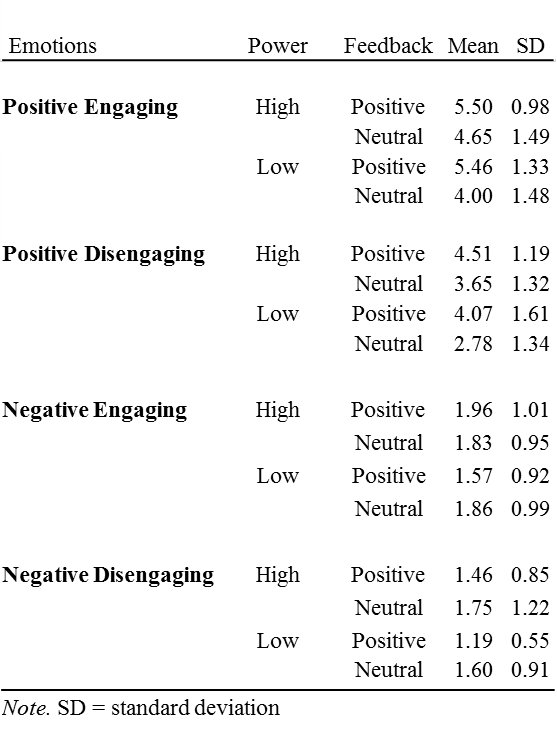 Emotions Power Feedback Mean SD
Positive Engaging High Positive 5.50 0.98
Neutral 4.65 1.49
Low Positive 5.46 1.33
Neutral 4.00 1.48
Positive Disengaging High Positive 4.51 1.19
Neutral 3.65 1.32
Low Positive 4.07 1.61
Neutral 2.78 1.34
Negative Engaging High Positive 1.96 1.01
Neutral 1.83 0.95
Low Positive 1.57 0.92
Neutral 1.86 0.99
Negative Disengaging High Positive 1.46 0.85
Neutral 1.75 1.22
Low Positive 1.19 0.55
Neutral 1.60 0.91
Note. SD = standard deviation